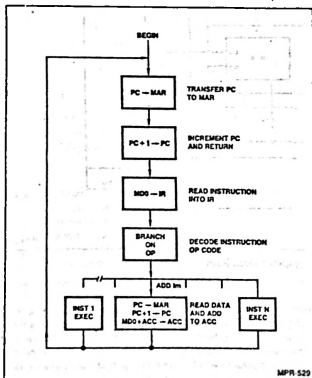 BEGIN
PC → MAR
TRANSFER PC
TO MAR
PC + 1 → PC
INCREMENT PC
AND RETURN
MD0 → IR
READ INSTRUCTION
INTO IR
BRANCH
ON
OP
DECODE INSTRUCTION
OP CODE
ADD Im
INST 1
EXEC
PC → MAR
PC + 1 → PC
MD0 + ACC → ACC
READ DATA
AND ADD
TO ACC
INST N
EXEC
MPR-529